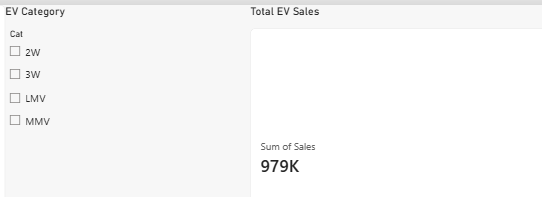 EV Category
Cat
2W
3W
LMV
MMV
Total EV Sales
Sum of Sales
979K